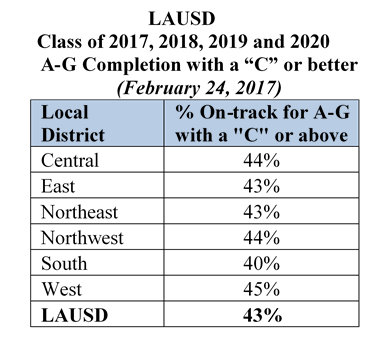 LAUSD
Class of 2017, 2018, 2019 and 2020
A-G Completion with a “C” or better
(February 24, 2017)
Local District % On-track for A-G with a "C" or above
Central 44%
East 43%
Northeast 43%
Northwest 44%
South 40%
West 45%
LAUSD 43%